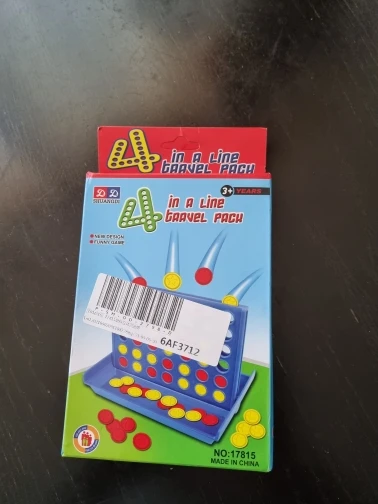 4 in a Line
travel pack
SHUANGDI
3+ YEARS
4 in a Line
travel pack
NEW DESIGN
FUNNY GAME
6AF3712
NO:17815
MADE IN CHINA